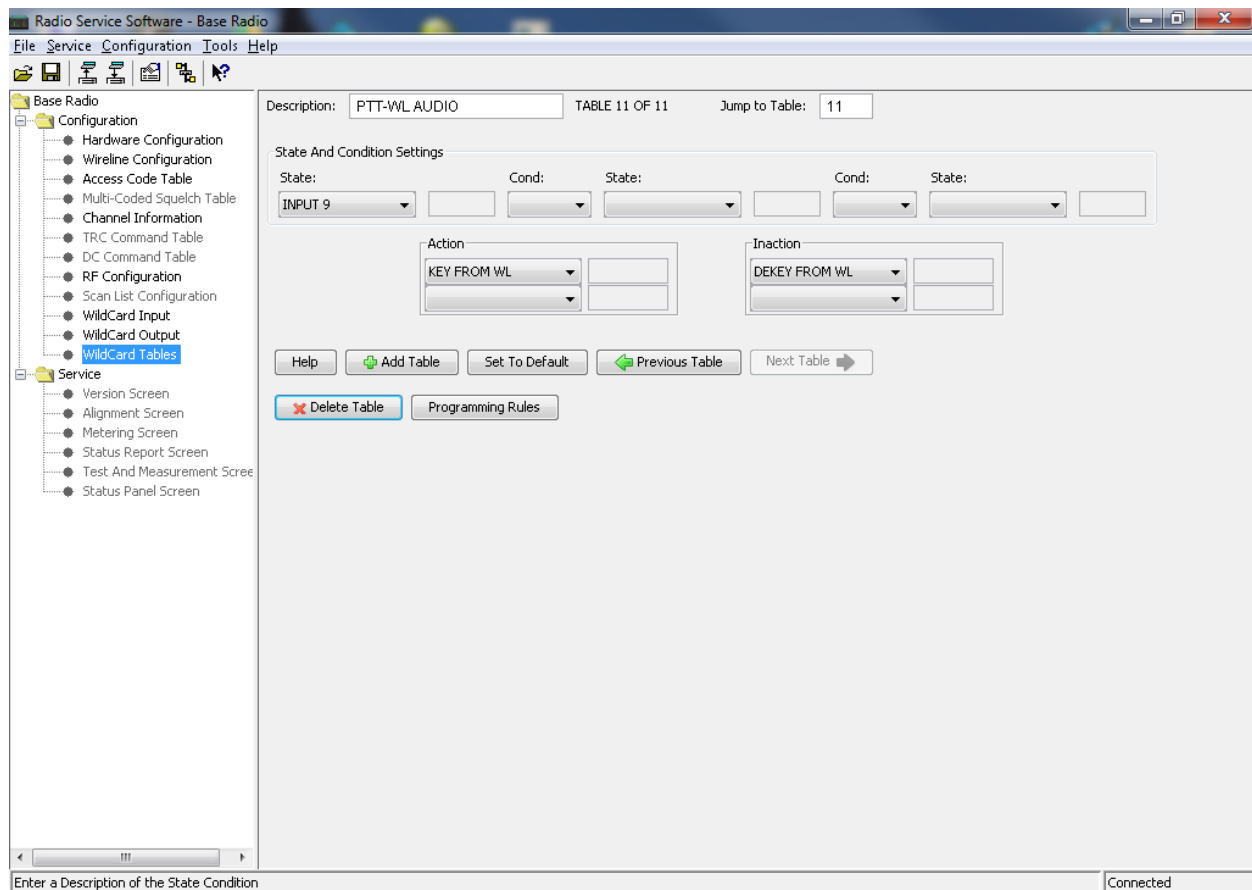 Radio Service Software - Base Radio
File Service Configuration Tools Help
Base Radio
Configuration
Hardware Configuration
Wireline Configuration
Access Code Table
Multi-Coded Squelch Table
Channel Information
TRC Command Table
DC Command Table
RF Configuration
Scan List Configuration
WildCard Input
WildCard Output
WildCard Tables
Service
Version Screen
Alignment Screen
Metering Screen
Status Report Screen
Test And Measurement Scree
Status Panel Screen
Description: PTT-WL AUDIO TABLE 11 OF 11 Jump to Table: 11
State And Condition Settings
State: Cond: State: Cond: State:
INPUT 9
Action Inaction
KEY FROM WL DEKEY FROM WL
Help Add Table Set To Default Previous Table Next Table
Delete Table Programming Rules
Enter a Description of the State Condition Connected